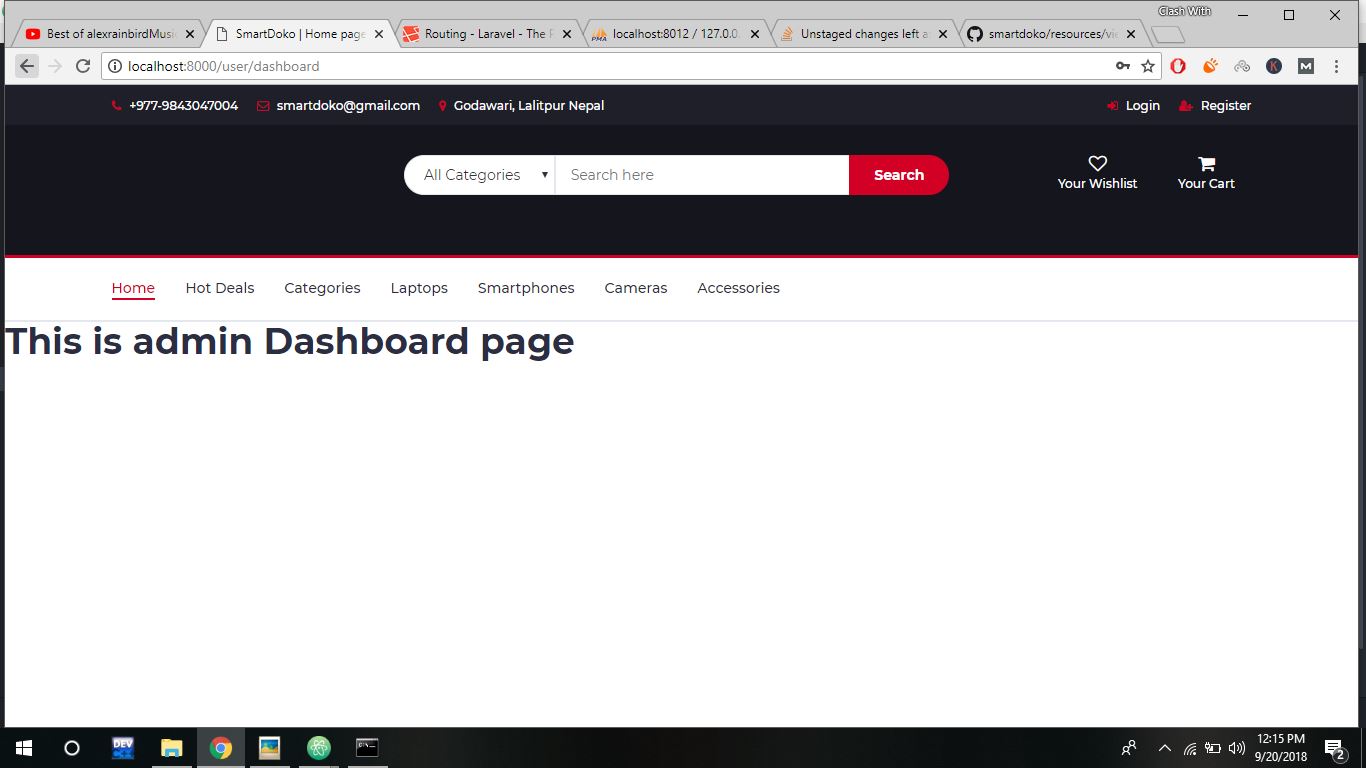 Clash With
Best of alexrainbirdMusi
SmartDoko | Home page
Routing - Laravel - The P
localhost:8012 / 127.0.0.
Unstaged changes left a
smartdoko/resources/vie
localhost:8000/user/dashboard
+977-9843047004 smartdoko@gmail.com Godawari, Lalitpur Nepal Login Register
All Categories Search here Search
Your Wishlist Your Cart
Home Hot Deals Categories Laptops Smartphones Cameras Accessories
This is admin Dashboard page
DEV
12:15 PM
9/20/2018
2